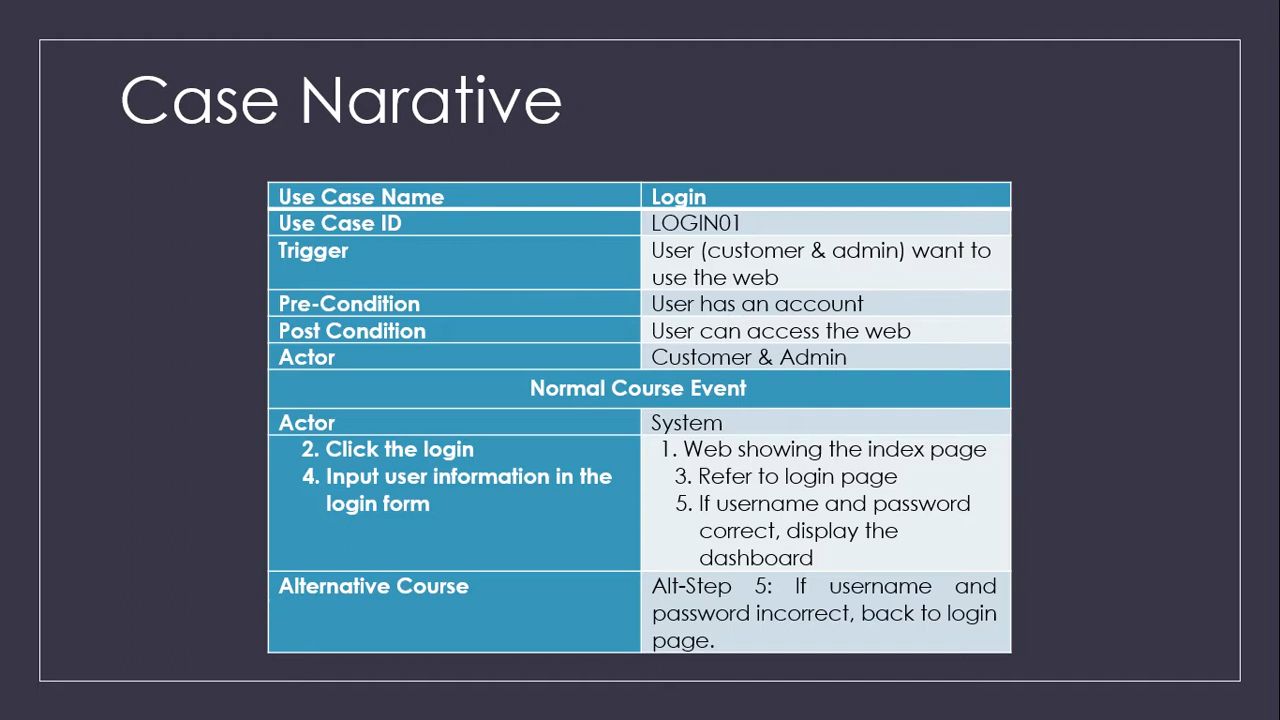 Case Narative
Use Case Name
Login
Use Case ID
LOGIN01
Trigger
User (customer & admin) want to
use the web
Pre-Condition
User has an account
Post Condition
User can access the web
Actor
Customer & Admin
Normal Course Event
Actor
System
2. Click the login
4. Input user information in the
login form
1. Web showing the index page
3. Refer to login page
5. If username and password
correct, display the
dashboard
Alternative Course
Alt-Step 5: If username and
password incorrect, back to login
page.